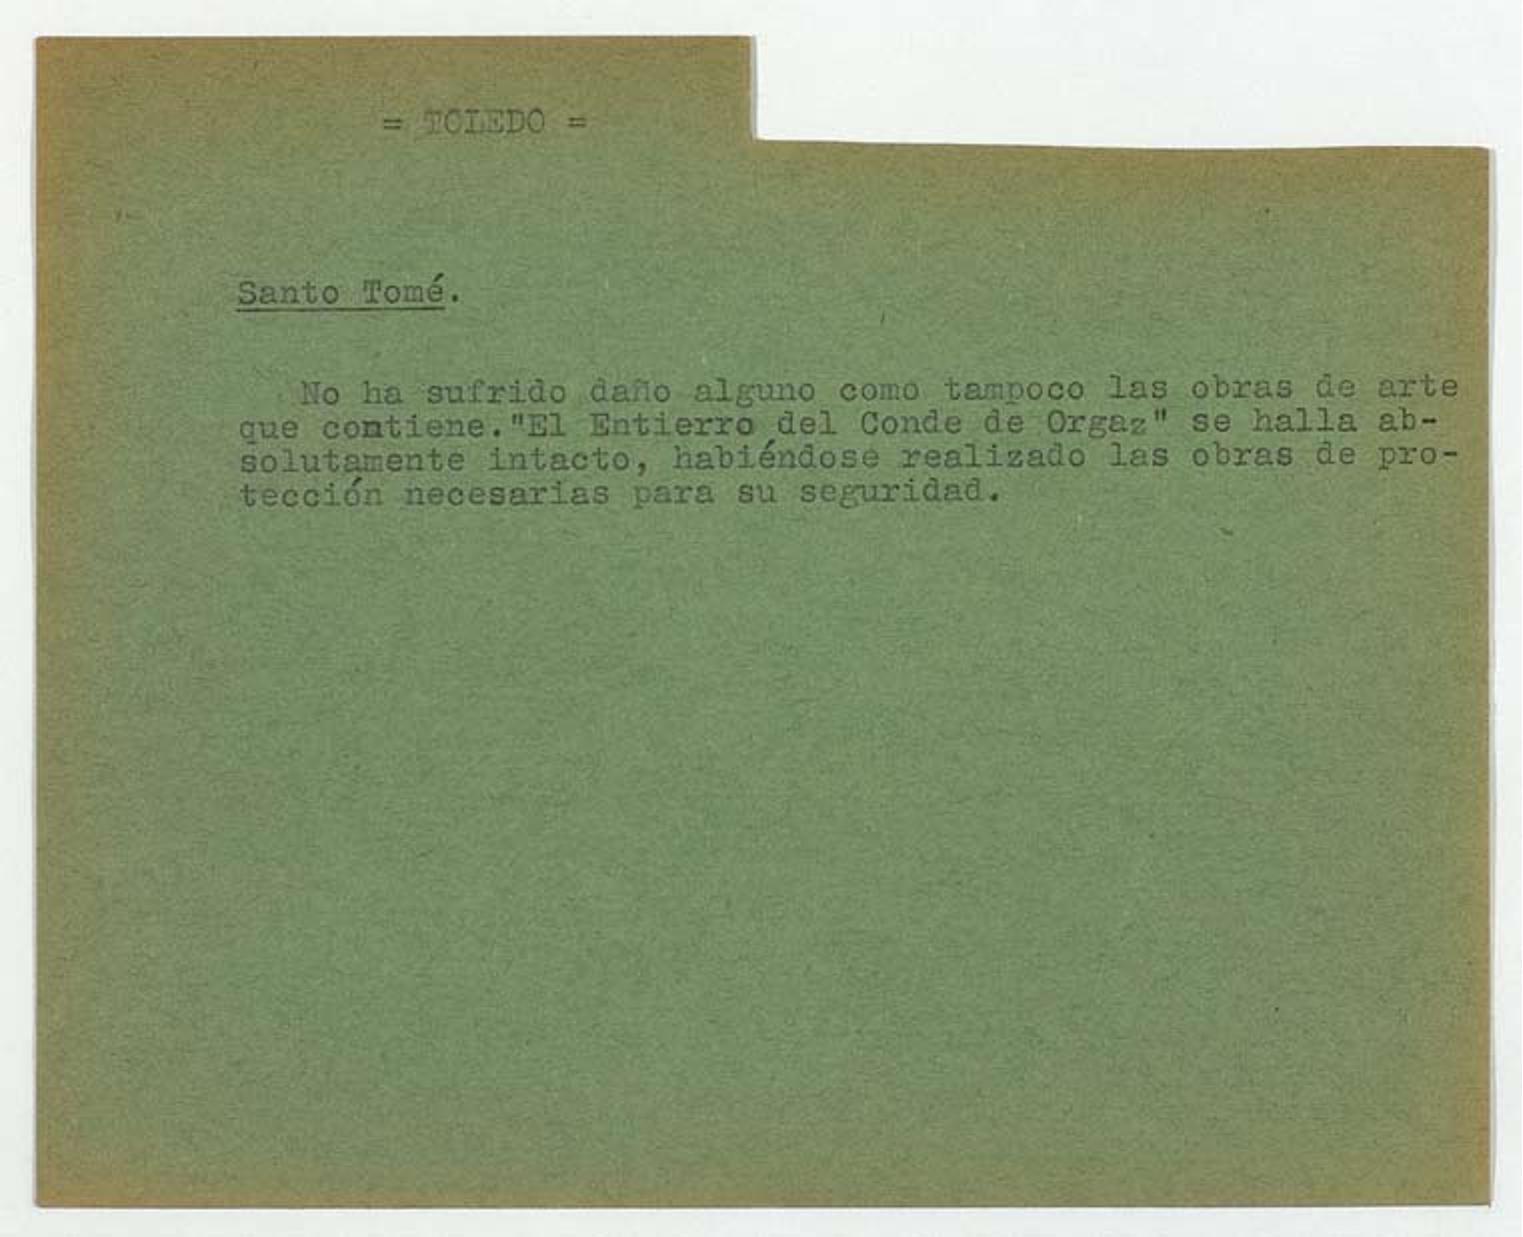 = TOLEDO =
Santo Tomé.
No ha sufrido daño alguno como tampoco las obras de arte
que contiene."El Entierro del Conde de Orgaz" se halla ab-
solutamente intacto, habiéndose realizado las obras de pro-
tección necesarias para su seguridad.